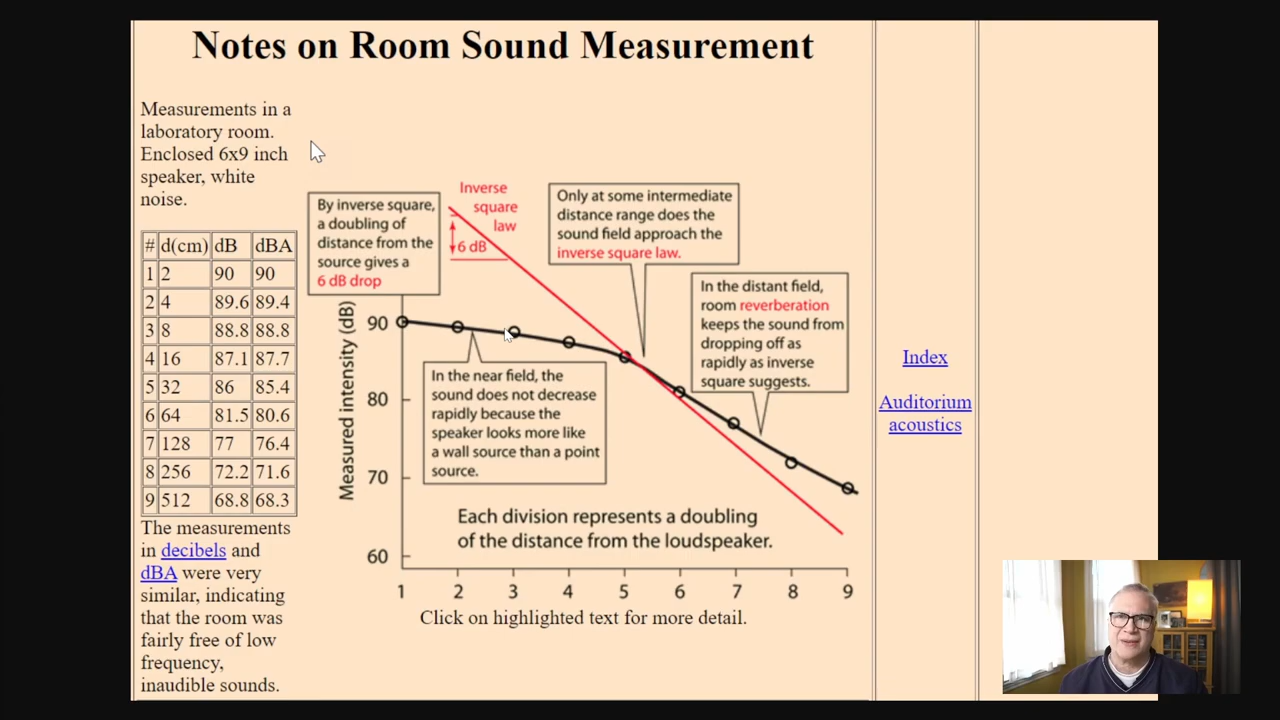 Notes on Room Sound Measurement
Measurements in a
laboratory room.
Enclosed 6x9 inch
speaker, white
noise.
# d(cm) dB dBA
1 2 90 90
2 4 89.6 89.4
3 8 88.8 88.8
4 16 87.1 87.7
5 32 86 85.4
6 64 81.5 80.6
7 128 77 76.4
8 256 72.2 71.6
9 512 68.8 68.3
The measurements
in decibels and
dBA were very
similar, indicating
that the room was
fairly free of low
frequency,
inaudible sounds.
By inverse square,
a doubling of
distance from the
source gives a
6 dB drop
Inverse
square
law
6 dB
Only at some intermediate
distance range does the
sound field approach the
inverse square law.
In the distant field,
room reverberation
keeps the sound from
dropping off as
rapidly as inverse
square suggests.
In the near field, the
sound does not decrease
rapidly because the
speaker looks more like
a wall source than a point
source.
Measured intensity (dB)
90
80
70
60
Each division represents a doubling
of the distance from the loudspeaker.
1 2 3 4 5 6 7 8 9
Click on highlighted text for more detail.
Index
Auditorium
acoustics